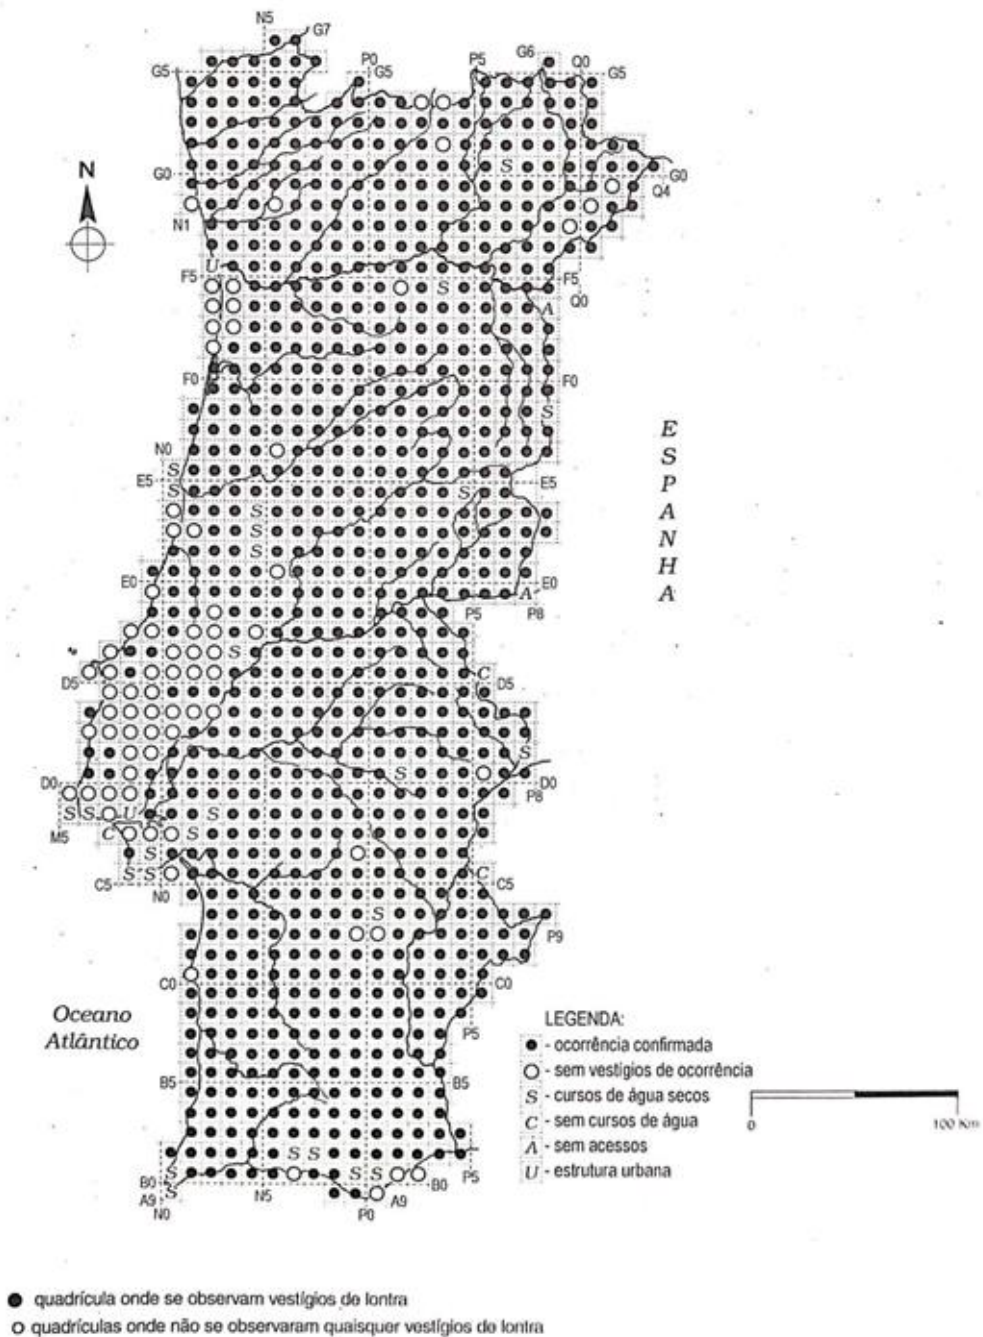 N5
G7
G6
P0
P5
Q0
G5
G5
G5
N
S
G0
G0
Q4
N1
U
F5
S
F5
Q0
A
F0
F0
S
N0
S
E5
S
S
E5
S
S
S
E0
E0
A
P5
P8
S
C
D5
D5
S
S
D0
D0
P8
S
S
U
S
M5
C
S
S
S
S
C
C5
C5
N0
S
P9
C0
C0
P5
B5
B5
S
S
S
S
S
B0
B0
P5
A9
S
N5
A9
N0
P0
E
S
P
A
N
H
A
Oceano
Atlântico
LEGENDA:
- ocorrência confirmada
- sem vestígios de ocorrência
S - cursos de água secos
C - sem cursos de água
A - sem acessos
U - estrutura urbana
0 100 Km
quadrícula onde se observam vestígios de lontra
quadrículas onde não se observaram quaisquer vestígios de lontra